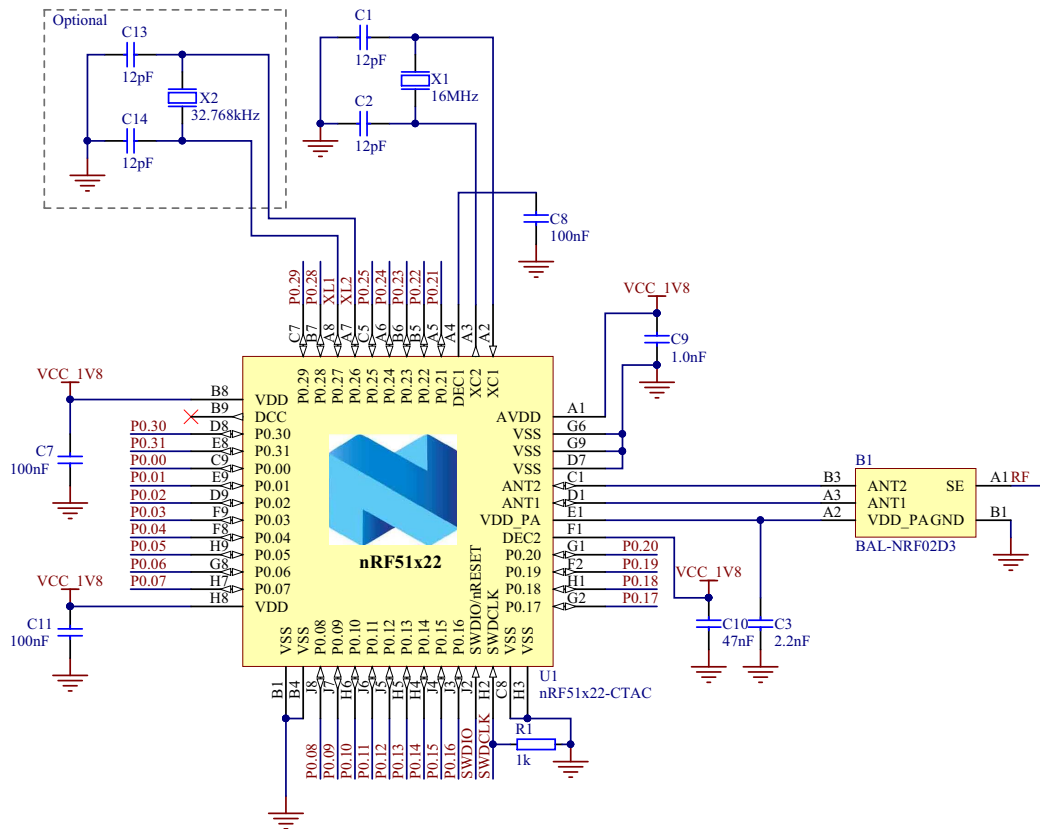 Optional
C13
12pF
X2
32.768kHz
C14
12pF
C1
12pF
X1
16MHz
C2
12pF
C8
100nF
P0.29
P0.28
XL1
XL2
P0.25
P0.24
P0.23
P0.22
P0.21
C7
B7
A8
A7
C5
A6
B6
B5
A5
A4
A3
A2
P0.29
P0.28
P0.27
P0.26
P0.25
P0.24
P0.23
P0.22
P0.21
DEC1
XC2
XC1
VCC_1V8
C9
1.0nF
VCC_1V8
C7
100nF
B8 VDD
B9 DCC
P0.30 D8 P0.30
P0.31 E8 P0.31
P0.00 C9 P0.00
P0.01 E9 P0.01
P0.02 D9 P0.02
P0.03 F9 P0.03
P0.04 F8 P0.04
P0.05 H9 P0.05
P0.06 G8 P0.06
P0.07 H7 P0.07
H8 VDD
VCC_1V8
C11
100nF
nRF51x22
AVDD A1
VSS G6
VSS G9
VSS D7
ANT2 C1
ANT1 D1
VDD_PA E1
DEC2 F1
P0.20 G1 P0.20
P0.19 F2 P0.19
P0.18 H1 P0.18
P0.17 G2 P0.17
B1
B3 ANT2 SE A1 RF
A3 ANT1
A2 VDD_PA GND B1
BAL-NRF02D3
VCC_1V8
C10
47nF
C3
2.2nF
VSS
VSS
P0.08
P0.09
P0.10
P0.11
P0.12
P0.13
P0.14
P0.15
P0.16
SWDIO/nRESET
SWDCLK
VSS
VSS
U1
nRF51x22-CTAC
B1
B4
J8
J7
H6
J6
J5
H5
H4
J4
J3
J2
H2
C8
H3
P0.08
P0.09
P0.10
P0.11
P0.12
P0.13
P0.14
P0.15
P0.16
SWDIO
SWDCLK
R1
1k